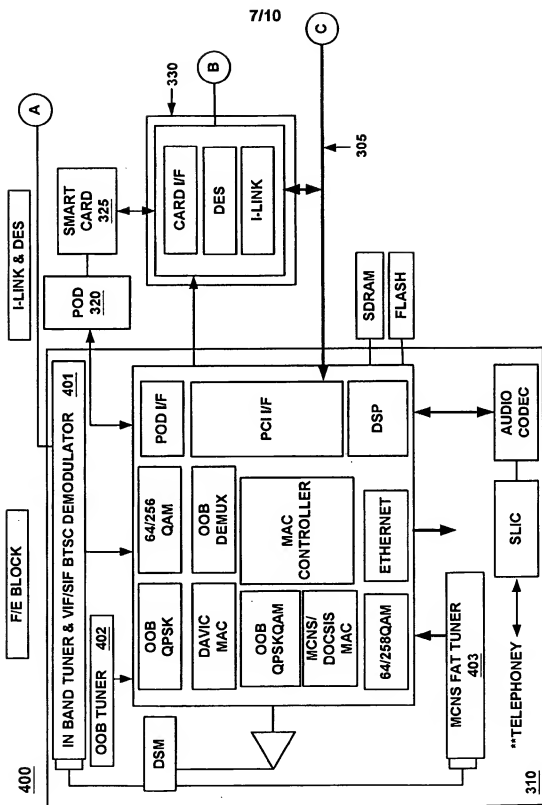 7/10
400
F/E BLOCK
I-LINK & DES
A
IN BAND TUNER & VIF/SIF BTSC DEMODULATOR 401
OOB TUNER 402
POD
320
SMART
CARD
325
330
B
CARD I/F
DES
I-LINK
C
305
DSM
OOB
QPSK
64/256
QAM
POD I/F
DAVIC
MAC
OOB
DEMUX
PCI I/F
OOB
QPSKQAM
MAC
CONTROLLER
MCNS/
DOCSIS
MAC
DSP
64/258QAM
ETHERNET
SDRAM
FLASH
MCNS FAT TUNER
403
SLIC
AUDIO
CODEC
**TELEPHONEY
310